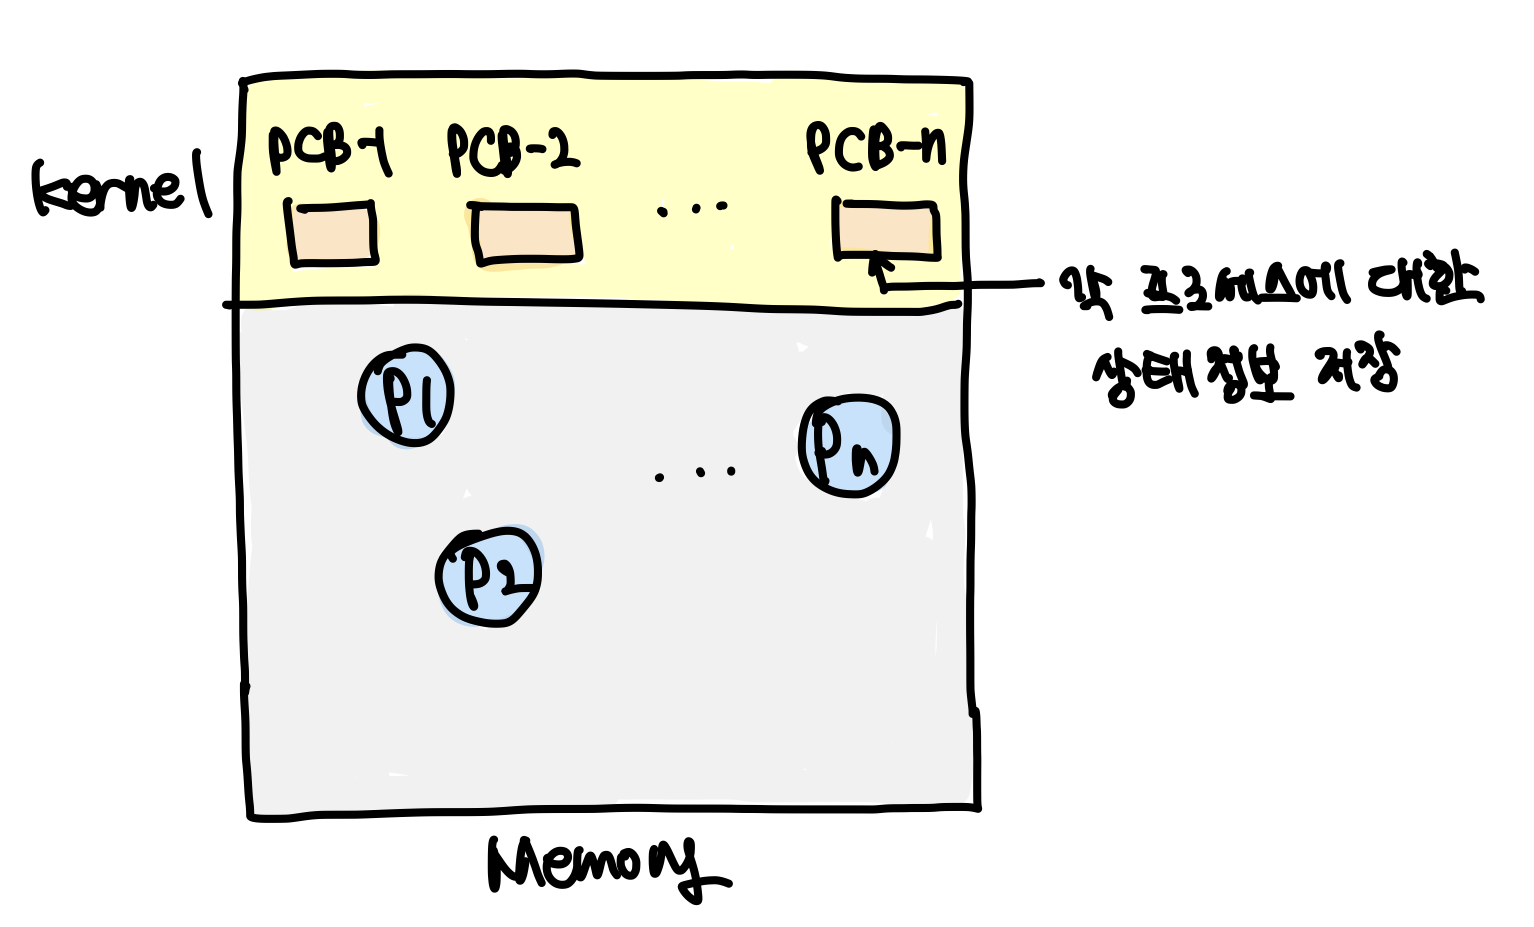 PCB-1 PCB-2 ... PCB-n
Kernel
각 프로세스에 대한
상태정보 저장
P1
... Pn
P2
Memory